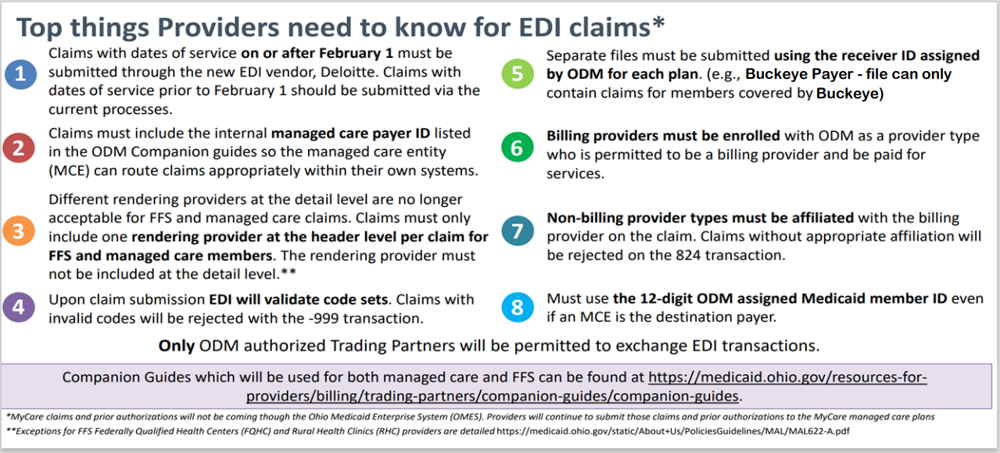 Top things Providers need to know for EDI claims*
1
Claims with dates of service on or after February 1 must be
submitted through the new EDI vendor, Deloitte. Claims with
dates of service prior to February 1 should be submitted via the
current processes.
2
Claims must include the internal managed care payer ID listed
in the ODM Companion guides so the managed care entity
(MCE) can route claims appropriately within their own systems.
3
Different rendering providers at the detail level are no longer
acceptable for FFS and managed care claims. Claims must only
include one rendering provider at the header level per claim for
FFS and managed care members. The rendering provider must
not be included at the detail level.**
4
Upon claim submission EDI will validate code sets. Claims with
invalid codes will be rejected with the -999 transaction.
5
Separate files must be submitted using the receiver ID assigned
by ODM for each plan. (e.g., Buckeye Payer - file can only
contain claims for members covered by Buckeye)
6
Billing providers must be enrolled with ODM as a provider type
who is permitted to be a billing provider and be paid for
services.
7
Non-billing provider types must be affiliated with the billing
provider on the claim. Claims without appropriate affiliation will
be rejected on the 824 transaction.
8
Must use the 12-digit ODM assigned Medicaid member ID even
if an MCE is the destination payer.
Only ODM authorized Trading Partners will be permitted to exchange EDI transactions.
Companion Guides which will be used for both managed care and FFS can be found at https://medicaid.ohio.gov/resources-for-
providers/billing/trading-partners/companion-guides/companion-guides.
*MyCare claims and prior authorizations will not be coming though the Ohio Medicaid Enterprise System (OMES). Providers will continue to submit those claims and prior authorizations to the MyCare managed care plans
**Exceptions for FFS Federally Qualified Health Centers (FQHC) and Rural Health Clinics (RHC) providers are detailed https://medicaid.ohio.gov/static/About+Us/PoliciesGuidelines/MAL/MAL622-A.pdf